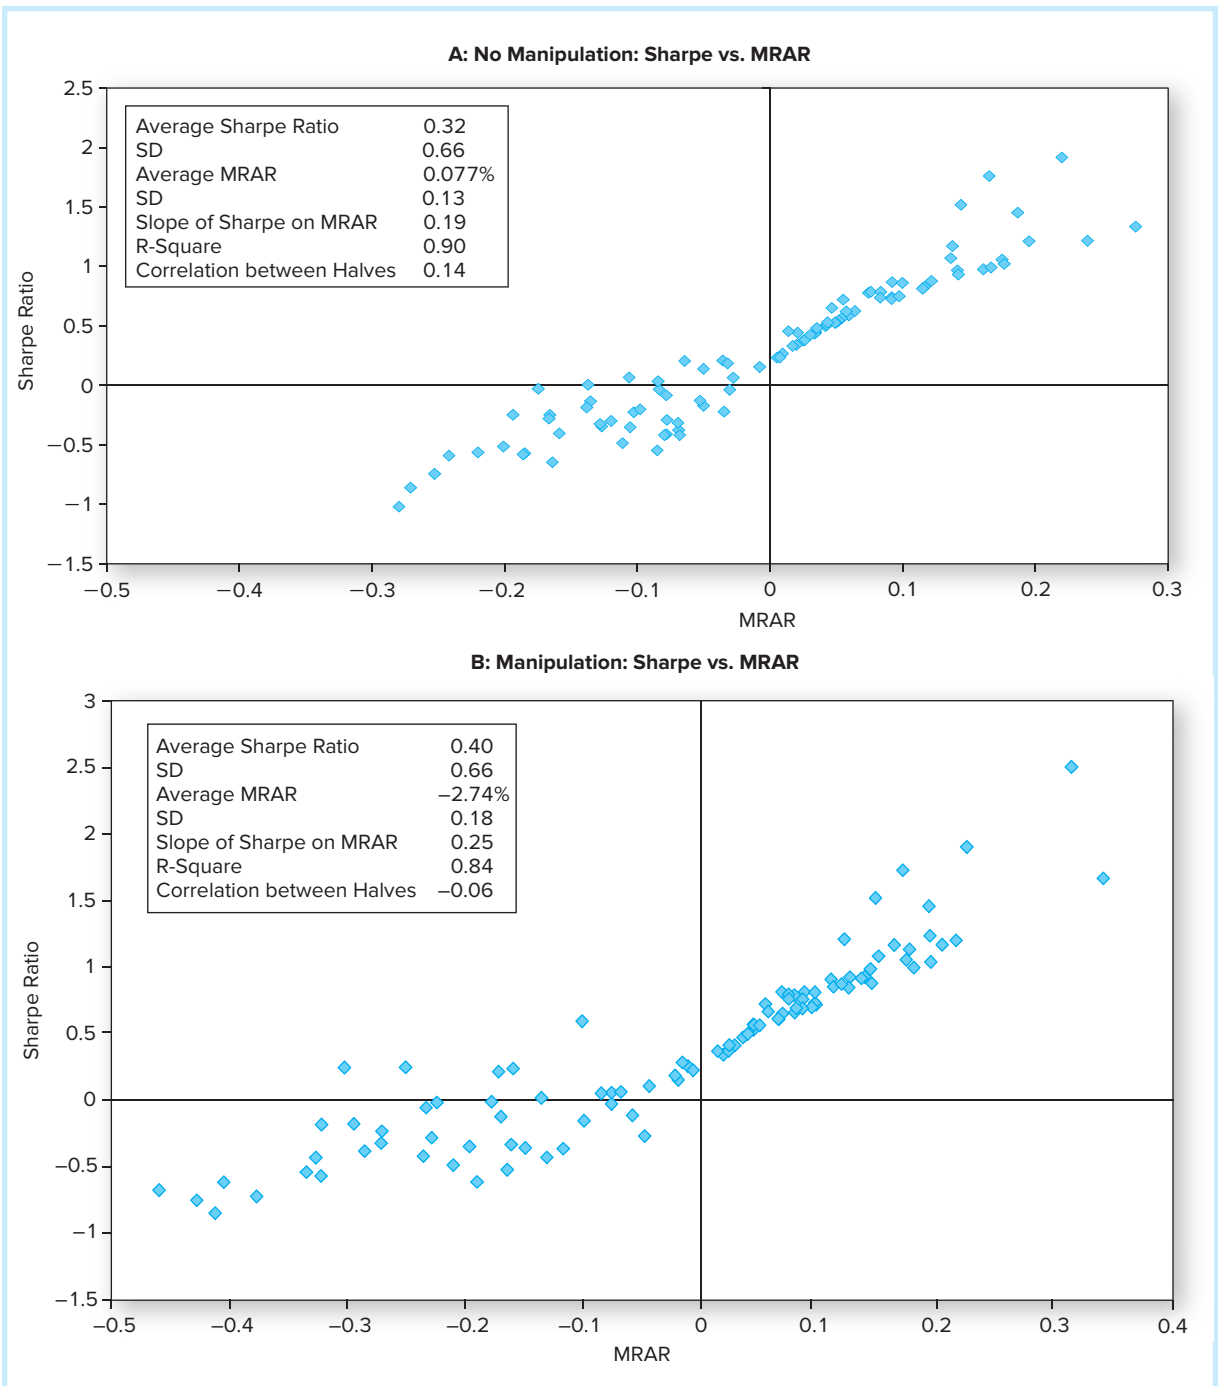 A: No Manipulation: Sharpe vs. MRAR
2.5
2
1.5
1
0.5
0
−0.5
−1
−1.5
Sharpe Ratio
Average Sharpe Ratio 0.32
SD 0.66
Average MRAR 0.077%
SD 0.13
Slope of Sharpe on MRAR 0.19
R-Square 0.90
Correlation between Halves 0.14
−0.5 −0.4 −0.3 −0.2 −0.1 0 0.1 0.2 0.3
MRAR
B: Manipulation: Sharpe vs. MRAR
3
2.5
2
1.5
1
0.5
0
−0.5
−1
−1.5
Sharpe Ratio
Average Sharpe Ratio 0.40
SD 0.66
Average MRAR −2.74%
SD 0.18
Slope of Sharpe on MRAR 0.25
R-Square 0.84
Correlation between Halves −0.06
−0.5 −0.4 −0.3 −0.2 −0.1 0 0.1 0.2 0.3 0.4
MRAR